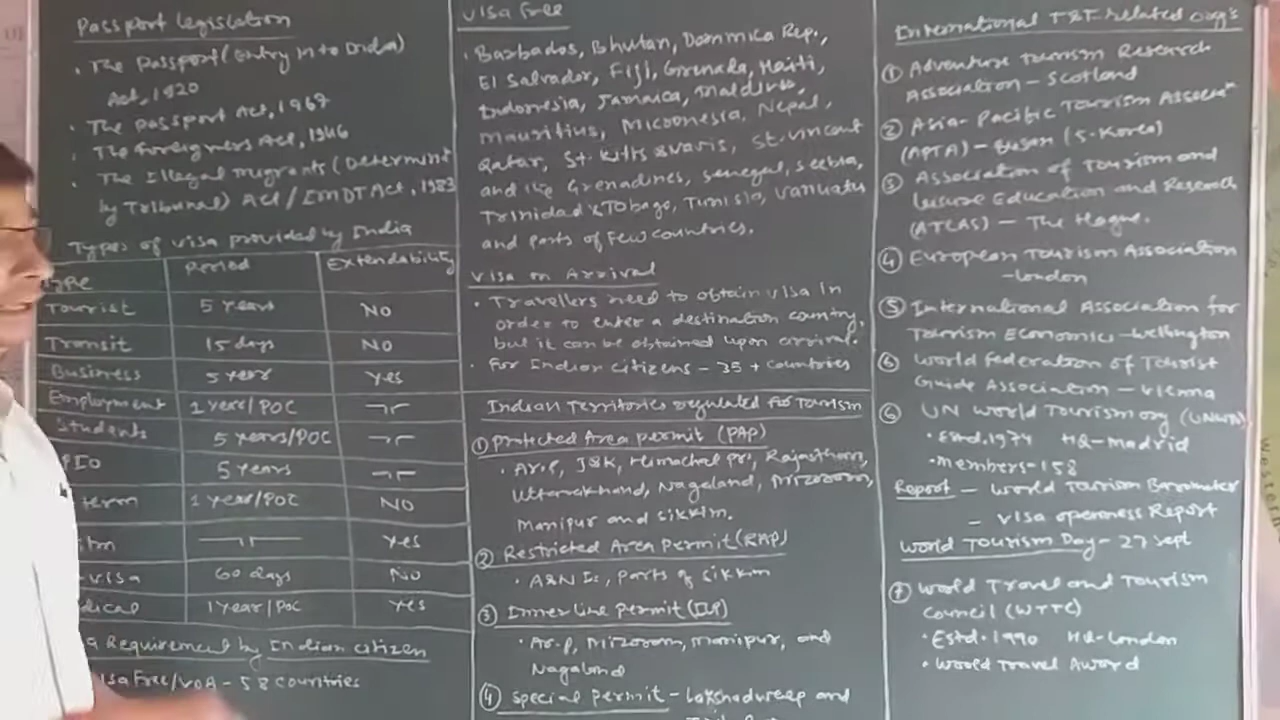 Passport legislation
. The Passport (Entry Into India)
Act, 1920
. The Passport Act, 1967
. The Foreigners Act, 1946
. The Illegal migrants (Determint
by Tribunal) Act / IMDT Act, 1983
Types of visa provided by India
Type Period Extendability
Tourist 5 Years NO
Transit 15 days NO
Business 5 year Yes
Employment 1 year/POC
Students 5 years/POC
PIO 5 Years
term 1 year/POC NO
ilm Yes
-visa 60 days No
dical 1 Year/POC Yes
a Requirement by Indian citizen
isa Free/VOA - 58 countries
Visa Free
. Barbados, Bhutan, Dominica Rep.,
El Salvador, Fiji, Grenada, Haiti,
Indonesia, Jamaica, Maldives,
Mauritius, Micronesia, Nepal,
Qatar, St. Kitts & Navis, St. Vincent
and the Grenadines, Senegal, Serbia,
Trinidad & Tobago, Tunisia, Vanuatu
and ports of Few countries.
Visa on Arrival
. Travellers need to obtain visa in
order to enter a destination country,
but it can be obtained upon arrival.
. For Indian citizens - 35 + countries
Indian Territories regulated for Tourism
① Protected Area Permit (PAP)
. Ar.P, J&K, Himachal Pr., Rajasthan,
Uttarakhand, Nagaland, Mizoram,
Manipur and Sikkim.
② Restricted Area Permit (RAP)
. A&N Is, Parts of Sikkim
③ Inner line Permit (ILP)
. Ar.P, Mizoram, Manipur, and
Nagaland
④ Special Permit - Lakshadweep and
International T&T related org's
① Adventure Tourism Research
Association - Scotland
② Asia-Pacific Tourism Associan
(APTA) - Busan (S.Korea)
③ Association of Tourism and
Leisure Education and Research
(ATLAS) - The Hague.
④ European Tourism Association
- London
⑤ International Association for
Tourism Economics - Wellington
⑥ World Federation of Tourist
Guide Association - Vienna
⑥ UN World Tourism Org (UNWTO)
. Estd. 1974 HQ - Madrid
. Members - 158
Report - World Tourism Barometer
- Visa Openness Report
World Tourism Day - 27 Sept
⑦ World Travel and Tourism
Council (WTTC)
. Estd. 1990 HQ - London
. World Travel Award
Western